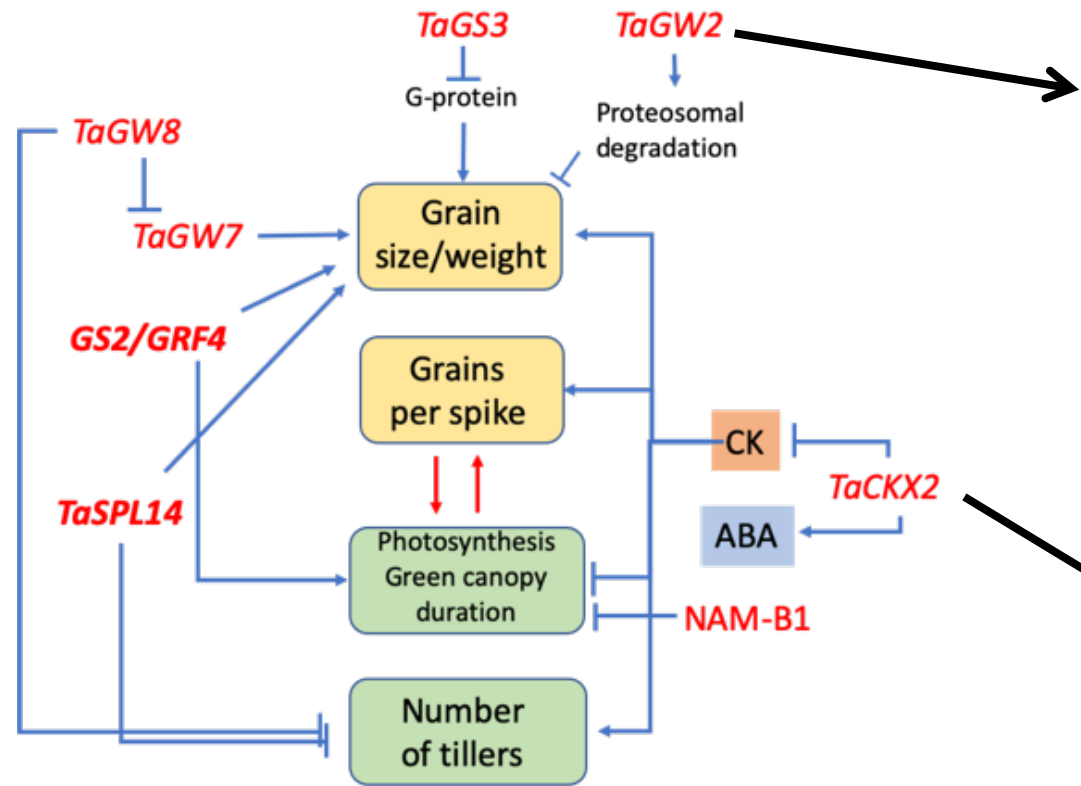 TaGS3
TaGW2
G-protein
Proteosomal
degradation
TaGW8
TaGW7
Grain
size/weight
GS2/GRF4
Grains
per spike
CK
TaCKX2
TaSPL14
ABA
Photosynthesis
Green canopy
duration
NAM-B1
Number
of tillers